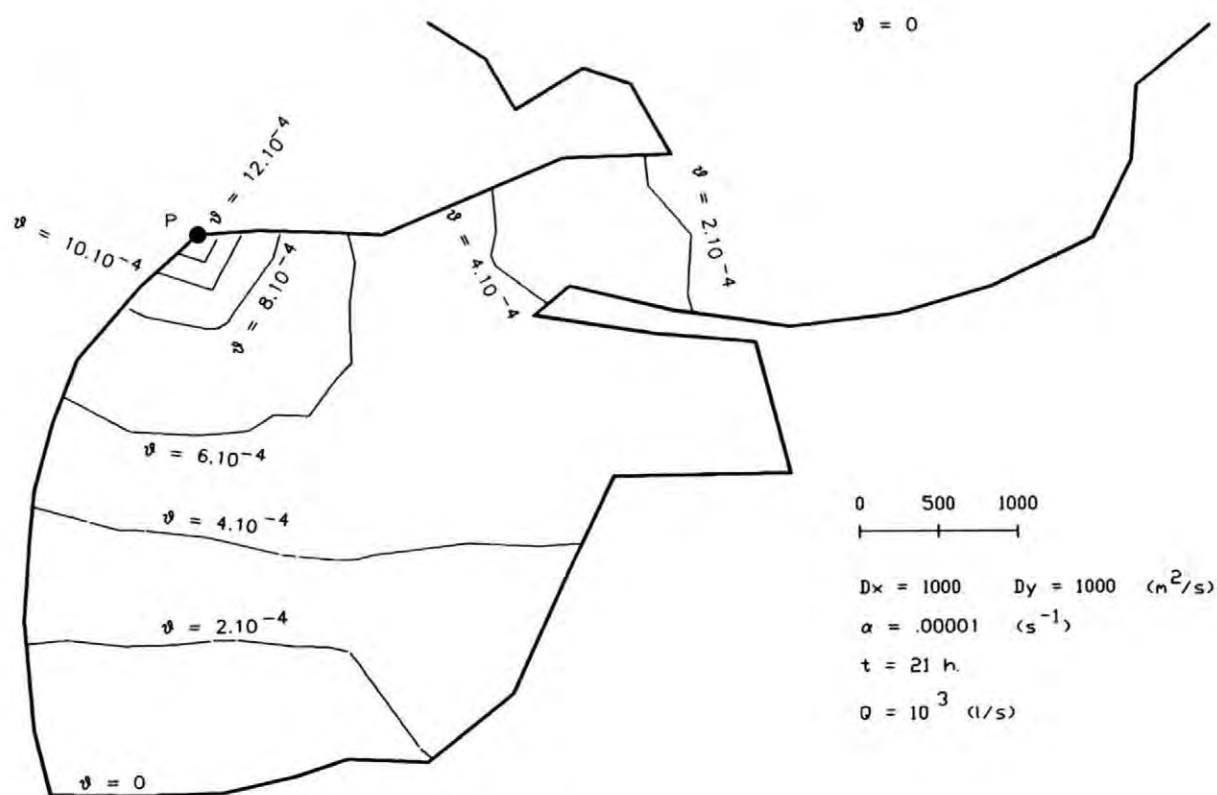 ϑ = 0
ϑ = 12.10⁻⁴
P
ϑ = 10.10⁻⁴
ϑ = 8.10⁻⁴
ϑ = 4.10⁻⁴
ϑ = 2.10⁻⁴
ϑ = 6.10⁻⁴
ϑ = 4.10⁻⁴
ϑ = 2.10⁻⁴
ϑ = 0
0 500 1000
Dx = 1000 Dy = 1000 (m²/s)
α = .00001 (s⁻¹)
t = 21 h.
Q = 10³ (l/s)